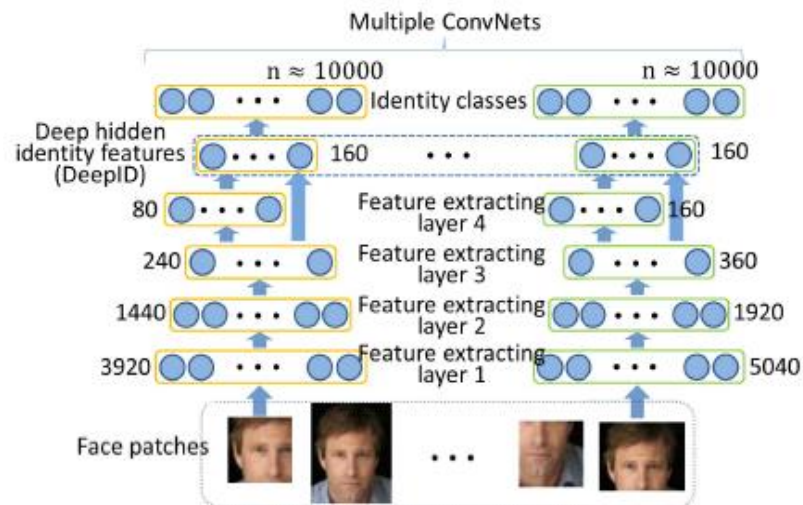 Multiple ConvNets
n ≈ 10000
n ≈ 10000
Identity classes
Deep hidden
identity features
(DeepID)
160
• • •
160
80
Feature extracting
layer 4
160
240
Feature extracting
layer 3
360
1440
Feature extracting
layer 2
1920
3920
Feature extracting
layer 1
5040
Face patches
• • •